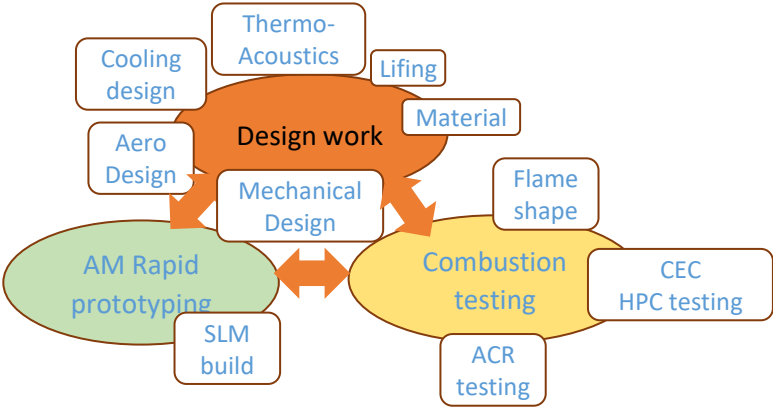 Thermo-
Acoustics
Cooling
design
Lifing
Material
Design work
Aero
Design
Mechanical
Design
Flame
shape
AM Rapid
prototyping
Combustion
testing
CEC
HPC testing
SLM
build
ACR
testing